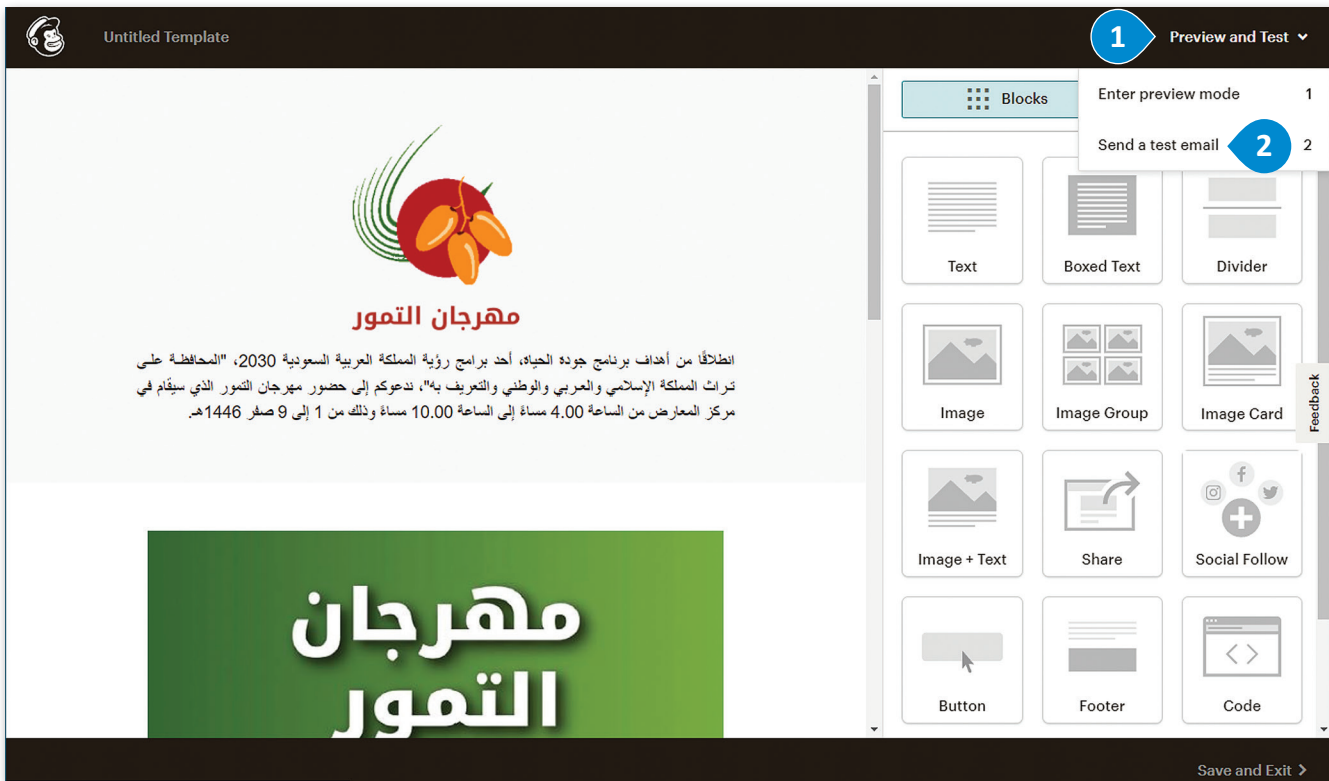 Untitled Template
1
Preview and Test
Blocks
Enter preview mode 1
Send a test email 2 2
مهرجان التمور
انطلاقًا من أهداف برنامج جودة الحياة، أحد برامج رؤية المملكة العربية السعودية 2030، "المحافظة على
تراث المملكة الإسلامي والعربي والوطني والتعريف به"، ندعوكم إلى حضور مهرجان التمور الذي سيقام في
مركز المعارض من الساعة 4.00 مساءً إلى الساعة 10.00 مساءً وذلك من 1 إلى 9 صفر 1446هـ.
مهرجان
التمور
Text
Boxed Text
Divider
Image
Image Group
Image Card
Feedback
Image + Text
Share
Social Follow
Button
Footer
Code
Save and Exit